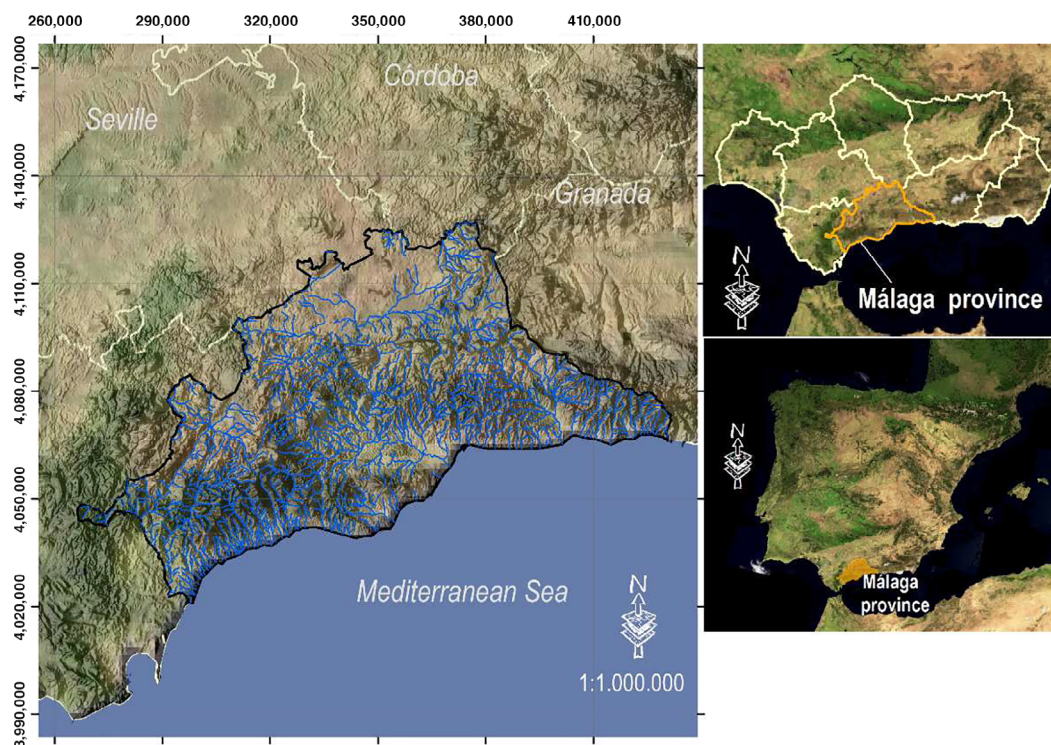 260,000 290,000 320,000 350,000 380,000 410,000
4,170,000
4,140,000
4,110,000
4,080,000
4,050,000
4,020,000
3,990,000
Córdoba
Seville
Granada
Mediterranean Sea
N
1:1.000.000
N
Málaga province
N
Málaga
province